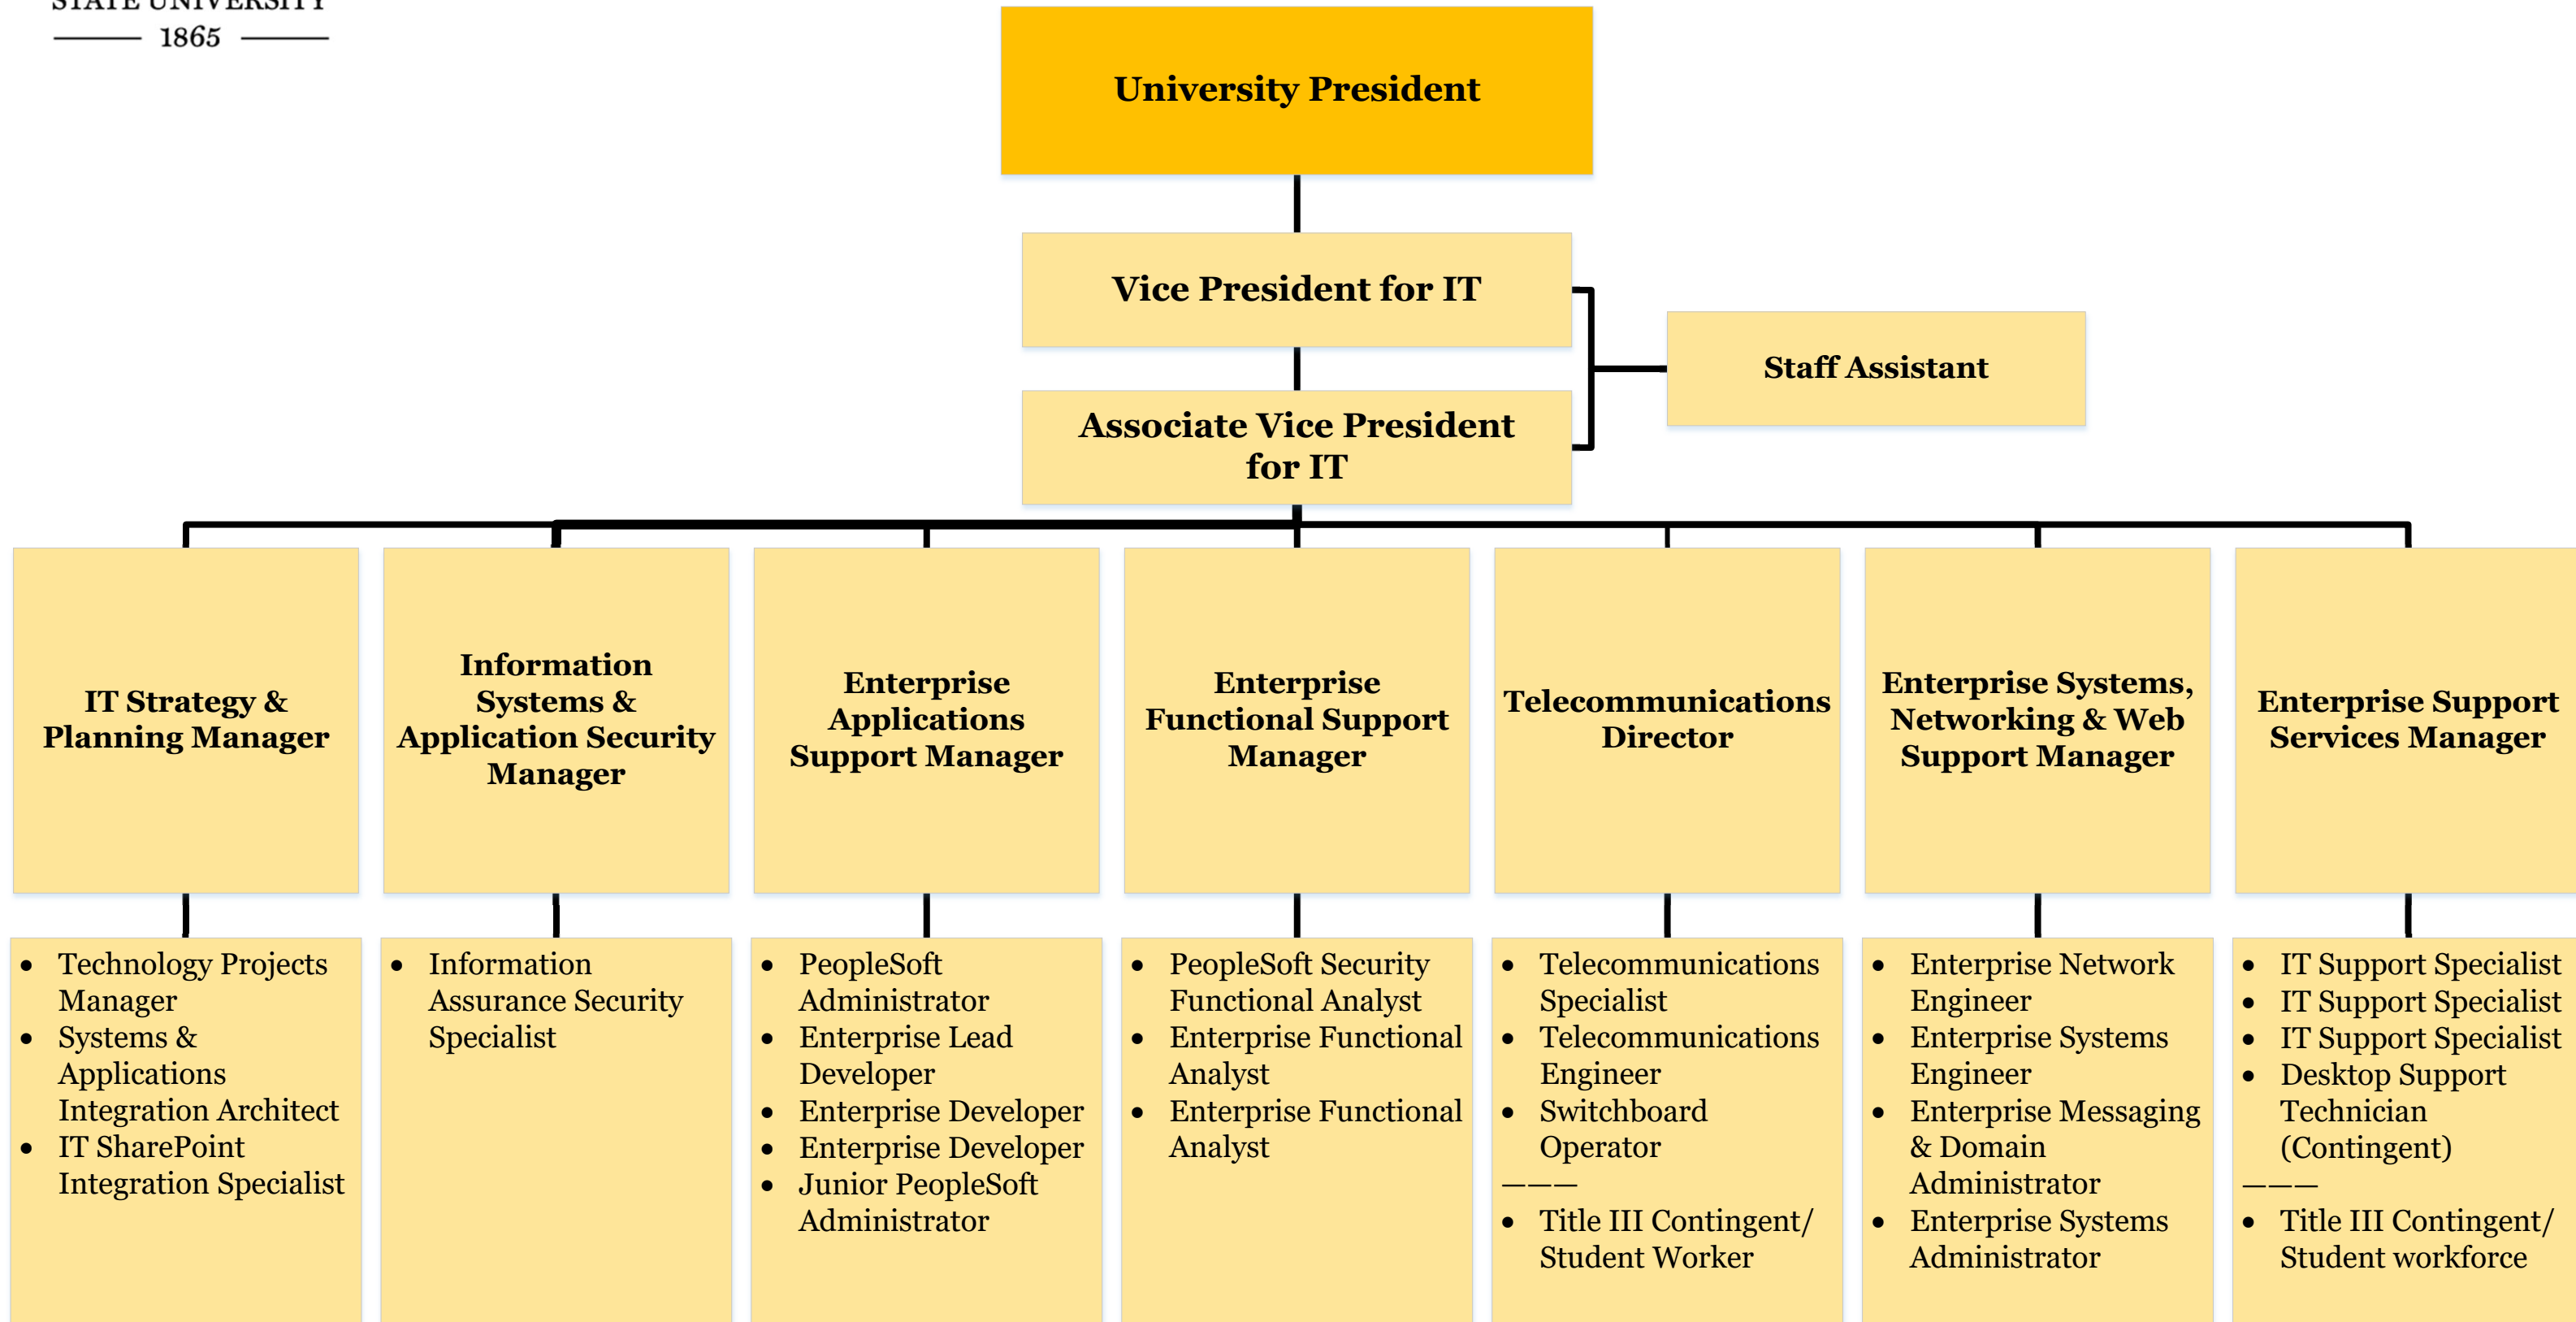 STATE UNIVERSITY
1865
University President
Vice President for IT
Staff Assistant
Associate Vice President
for IT
IT Strategy &
Planning Manager
Information
Systems &
Application Security
Manager
Enterprise
Applications
Support Manager
Enterprise
Functional Support
Manager
Telecommunications
Director
Enterprise Systems,
Networking & Web
Support Manager
Enterprise Support
Services Manager
• Technology Projects
Manager
• Systems &
Applications
Integration Architect
• IT SharePoint
Integration Specialist
• Information
Assurance Security
Specialist
• PeopleSoft
Administrator
• Enterprise Lead
Developer
• Enterprise Developer
• Enterprise Developer
• Junior PeopleSoft
Administrator
• PeopleSoft Security
Functional Analyst
• Enterprise Functional
Analyst
• Enterprise Functional
Analyst
• Telecommunications
Specialist
• Telecommunications
Engineer
• Switchboard
Operator
———
• Title III Contingent/
Student Worker
• Enterprise Network
Engineer
• Enterprise Systems
Engineer
• Enterprise Messaging
& Domain
Administrator
• Enterprise Systems
Administrator
• IT Support Specialist
• IT Support Specialist
• IT Support Specialist
• Desktop Support
Technician
(Contingent)
———
• Title III Contingent/
Student workforce